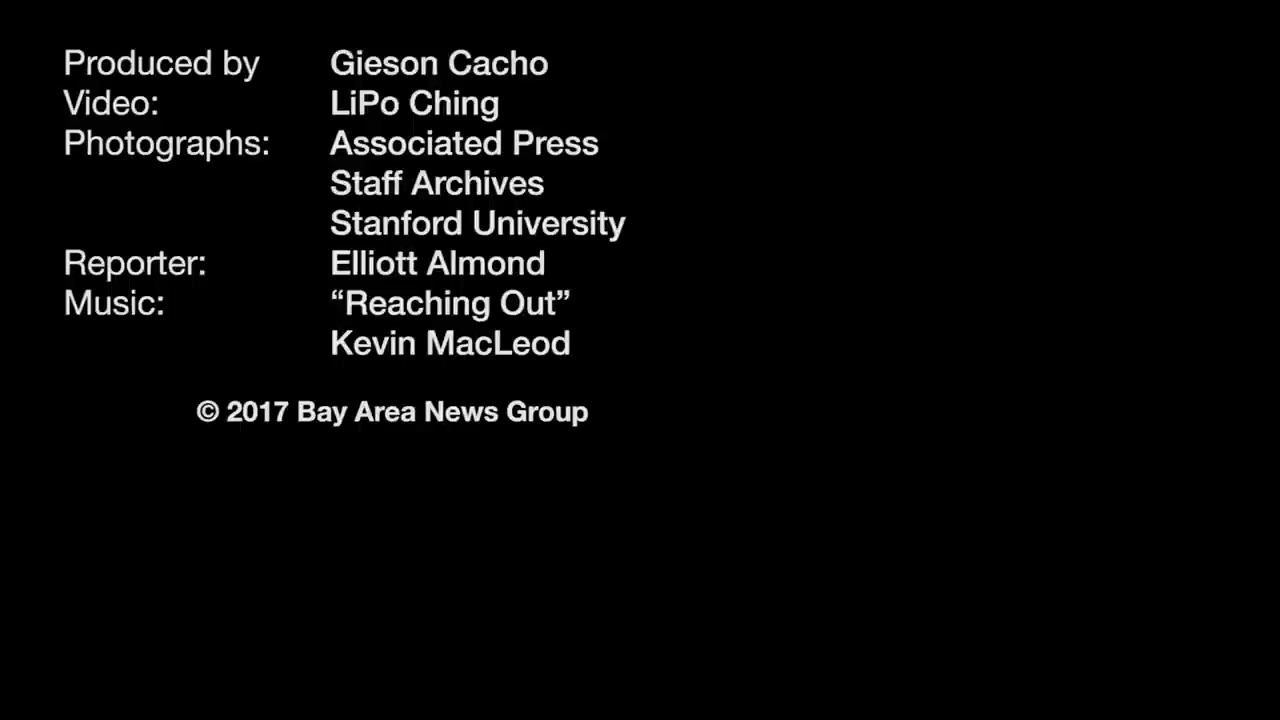 Produced by Gieson Cacho
Video: LiPo Ching
Photographs: Associated Press
Staff Archives
Stanford University
Reporter: Elliott Almond
Music: “Reaching Out”
Kevin MacLeod
© 2017 Bay Area News Group